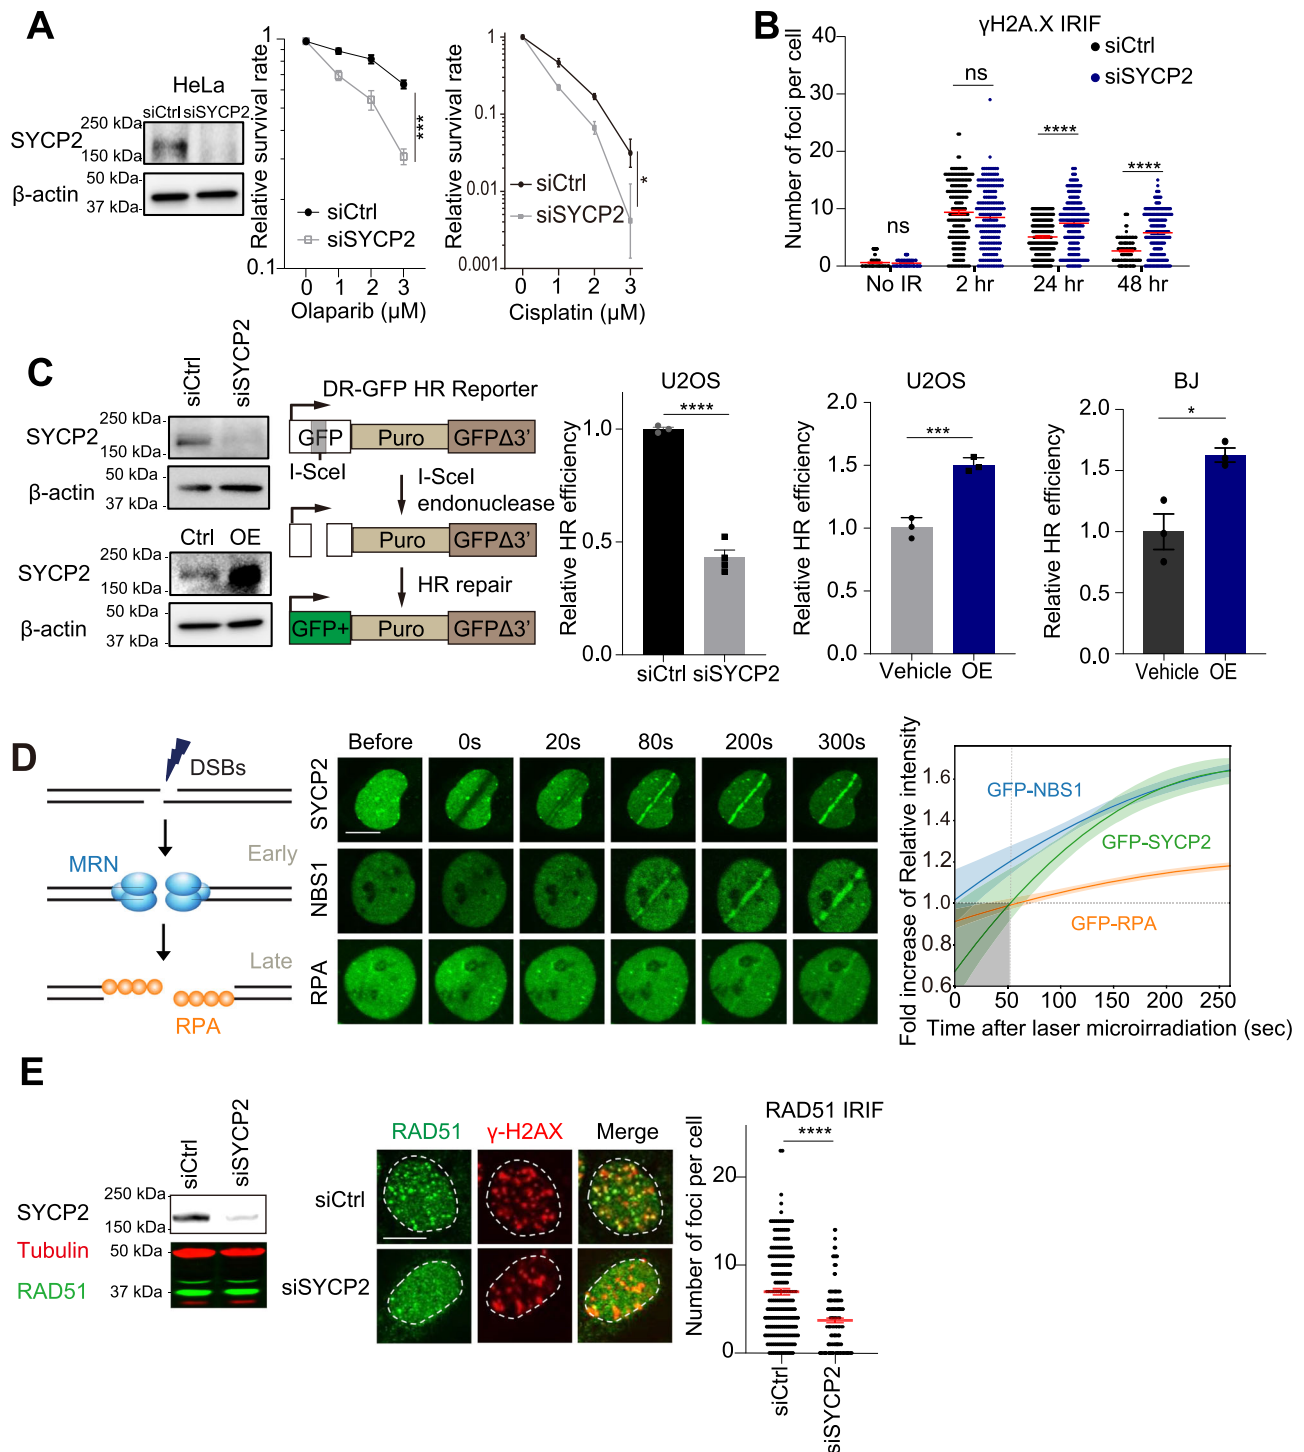 A
HeLa
siCtrl siSYCP2
250 kDa
SYCP2
150 kDa
50 kDa
β-actin
37 kDa
Relative survival rate
1
0.1
***
siCtrl
siSYCP2
0 1 2 3
Olaparib (μM)
Relative survival rate
1
0.1
0.01
0.001
*
siCtrl
siSYCP2
0 1 2 3
Cisplatin (μM)
B
γH2A.X IRIF
siCtrl
siSYCP2
Number of foci per cell
40
30
20
10
0
ns
ns
****
****
No IR 2 hr 24 hr 48 hr
C
siCtrl
siSYCP2
250 kDa
SYCP2
150 kDa
50 kDa
β-actin
37 kDa
Ctrl OE
250 kDa
SYCP2
150 kDa
50 kDa
β-actin
37 kDa
DR-GFP HR Reporter
GFP Puro GFPΔ3'
I-SceI
I-SceI
endonuclease
Puro GFPΔ3'
HR repair
GFP+ Puro GFPΔ3'
U2OS
****
Relative HR efficiency
1.0
0.5
0.0
siCtrl siSYCP2
U2OS
***
Relative HR efficiency
2.0
1.5
1.0
0.5
0.0
Vehicle OE
BJ
*
Relative HR efficiency
2.0
1.5
1.0
0.5
0.0
Vehicle OE
D
DSBs
MRN
Early
Late
RPA
Before 0s 20s 80s 200s 300s
SYCP2
NBS1
RPA
Fold increase of Relative intensity
1.6
1.4
1.2
1.0
0.8
0.6
GFP-NBS1
GFP-SYCP2
GFP-RPA
0 50 100 150 200 250
Time after laser microirradiation (sec)
E
siCtrl
siSYCP2
250 kDa
SYCP2
150 kDa
Tubulin 50 kDa
RAD51 37 kDa
RAD51 γ-H2AX Merge
siCtrl
siSYCP2
RAD51 IRIF
****
Number of foci per cell
20
10
0
siCtrl
siSYCP2